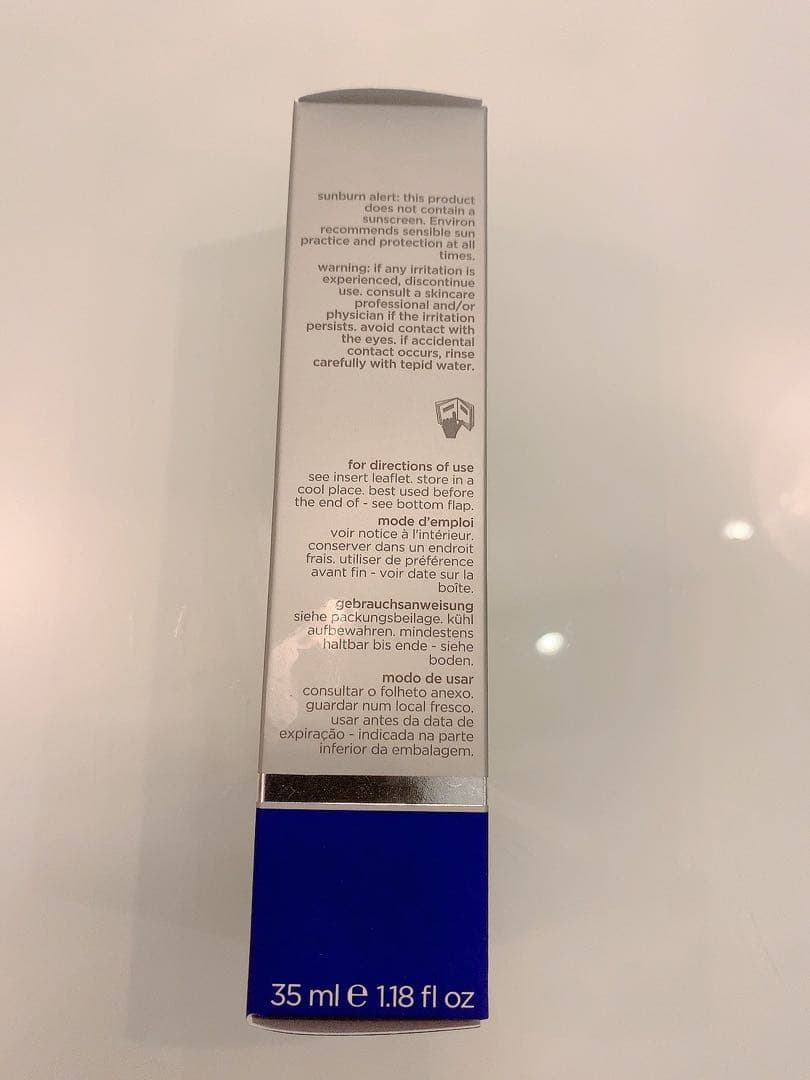 sunburn alert: this product
does not contain a
sunscreen. Environ
recommends sensible sun
practice and protection at all
times.
warning: if any irritation is
experienced, discontinue
use. consult a skincare
professional and/or
physician if the irritation
persists. avoid contact with
the eyes. if accidental
contact occurs, rinse
carefully with tepid water.
for directions of use
see insert leaflet. store in a
cool place. best used before
the end of - see bottom flap.
mode d'emploi
voir notice à l'intérieur.
conserver dans un endroit
frais. utiliser de préférence
avant fin - voir date sur la
boîte.
gebrauchsanweisung
siehe packungsbeilage. kühl
aufbewahren. mindestens
haltbar bis ende - siehe
boden.
modo de usar
consultar o folheto anexo.
guardar num local fresco.
usar antes da data de
expiração - indicada na parte
inferior da embalagem.
35 ml e 1.18 fl oz